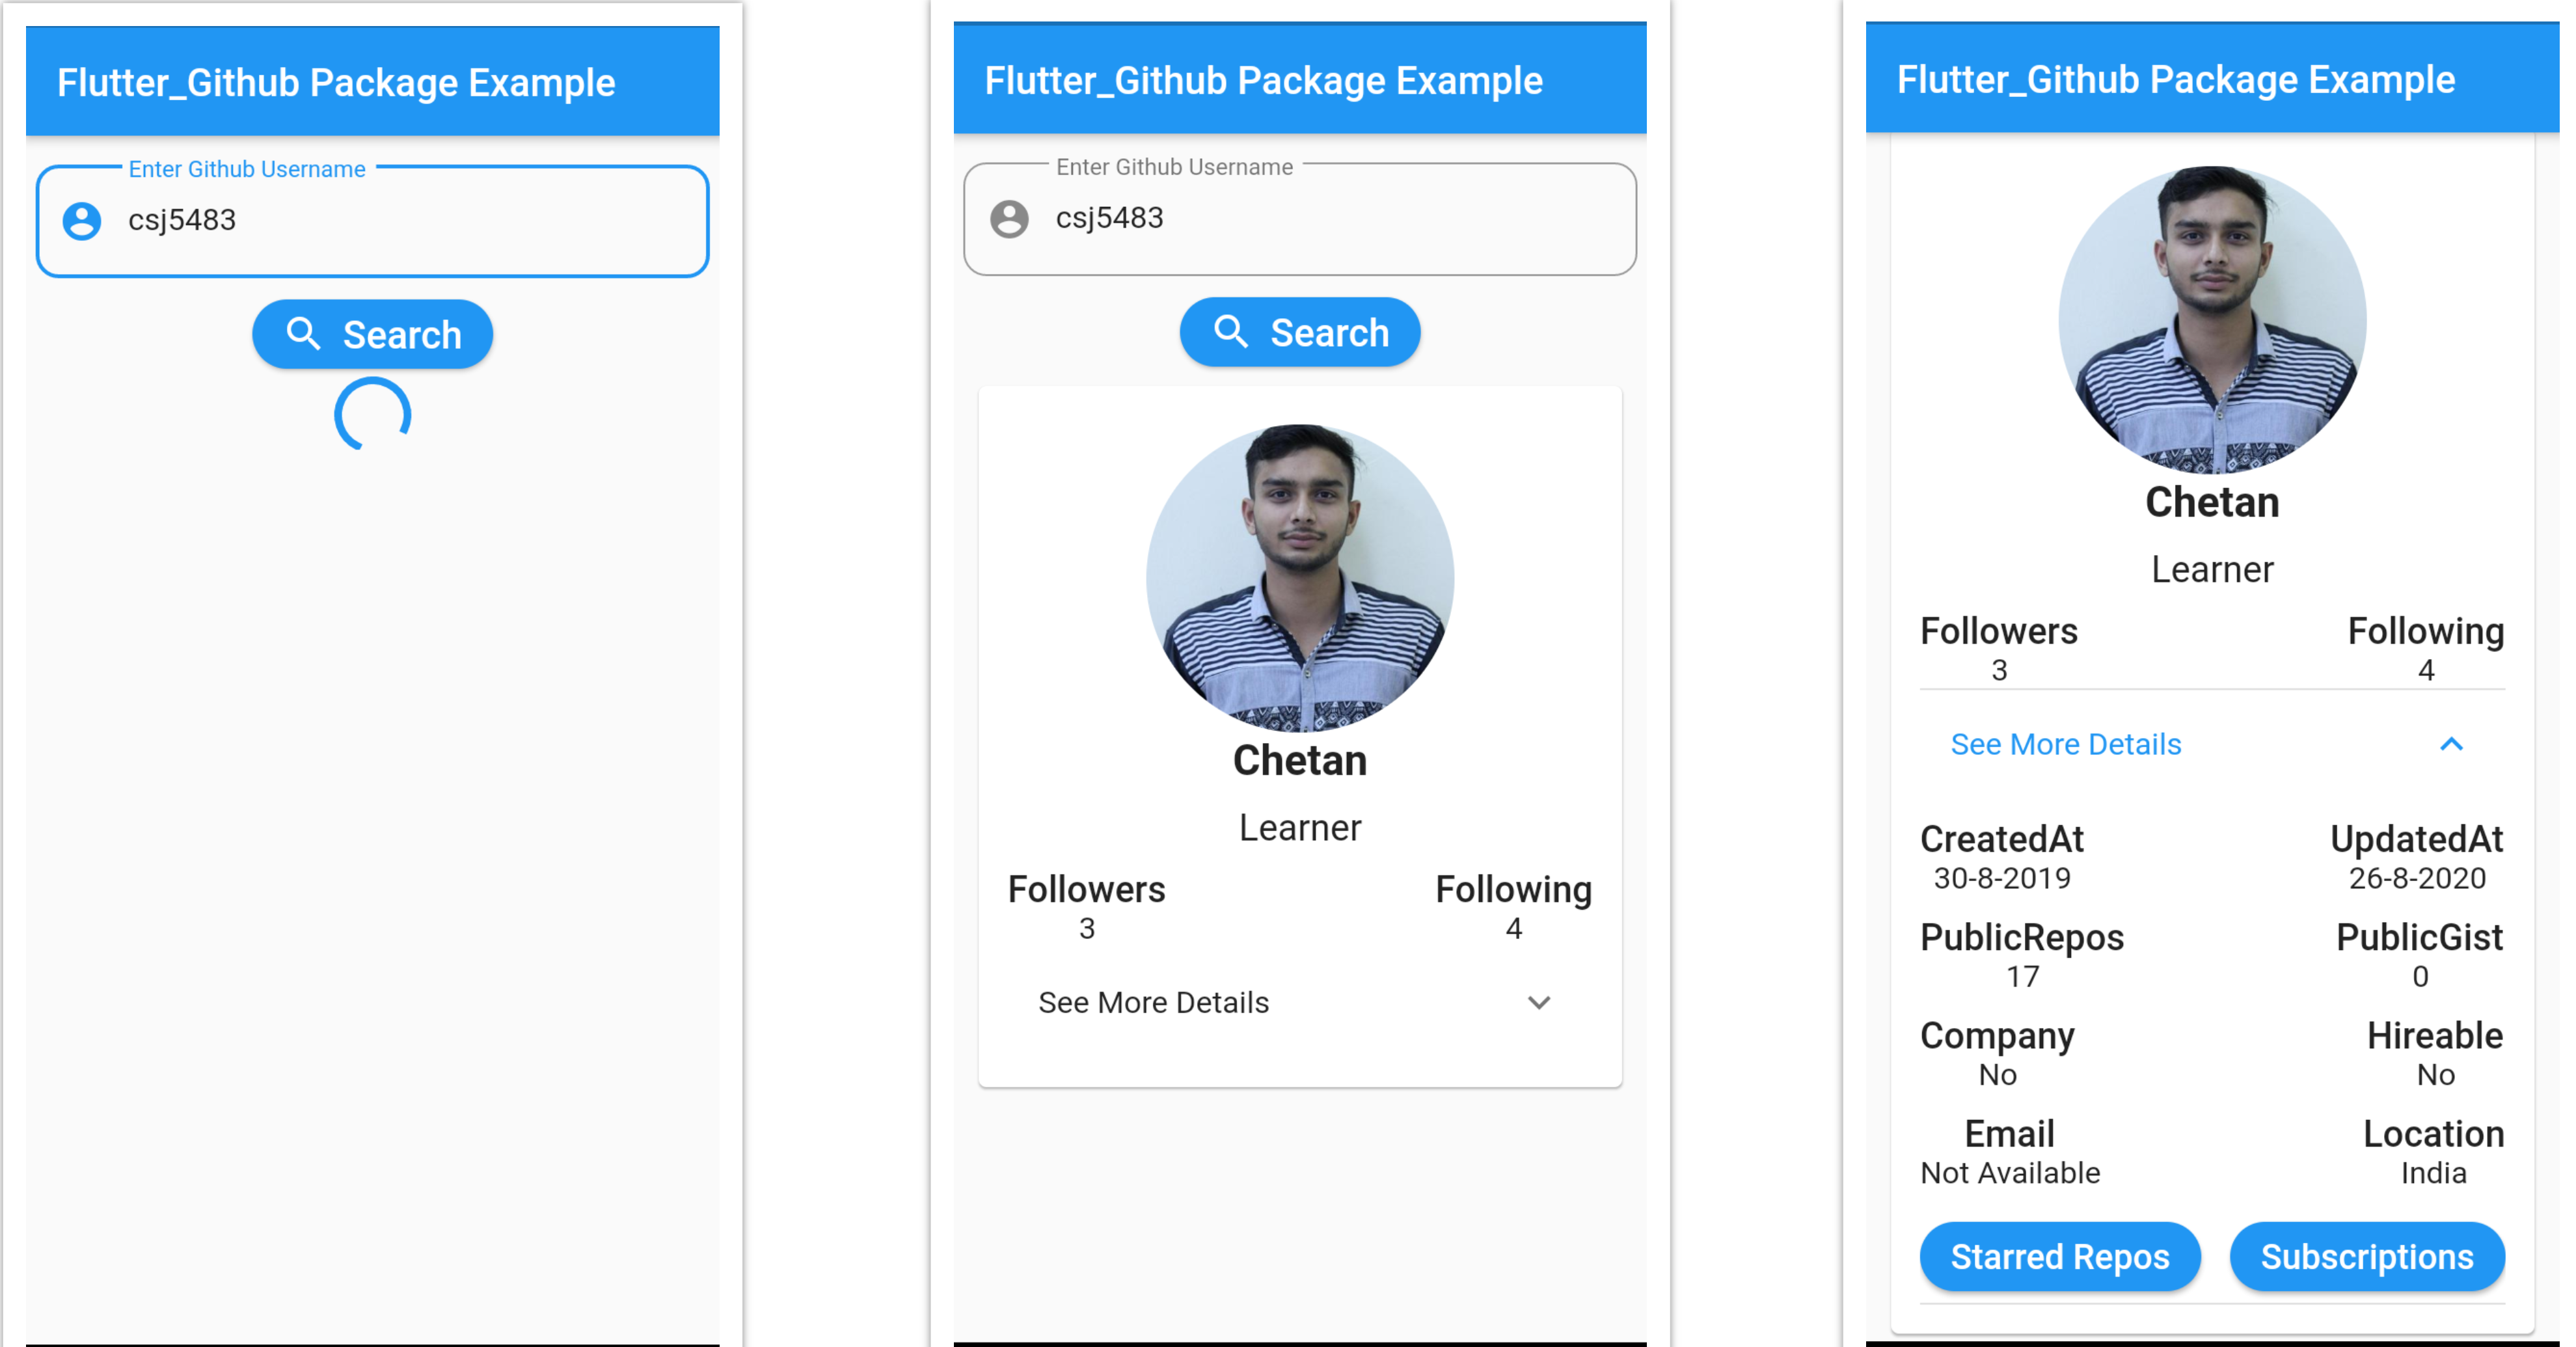 Flutter_Github Package Example
Enter Github Username
csj5483
Search
Flutter_Github Package Example
Enter Github Username
csj5483
Search
Chetan
Learner
Followers Following
3 4
See More Details
Flutter_Github Package Example
Chetan
Learner
Followers Following
3 4
See More Details
CreatedAt UpdatedAt
30-8-2019 26-8-2020
PublicRepos PublicGist
17 0
Company Hireable
No No
Email Location
Not Available India
Starred Repos Subscriptions